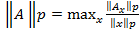 ‖A‖p = maxₓ ‖Aₓ‖p / ‖x‖p